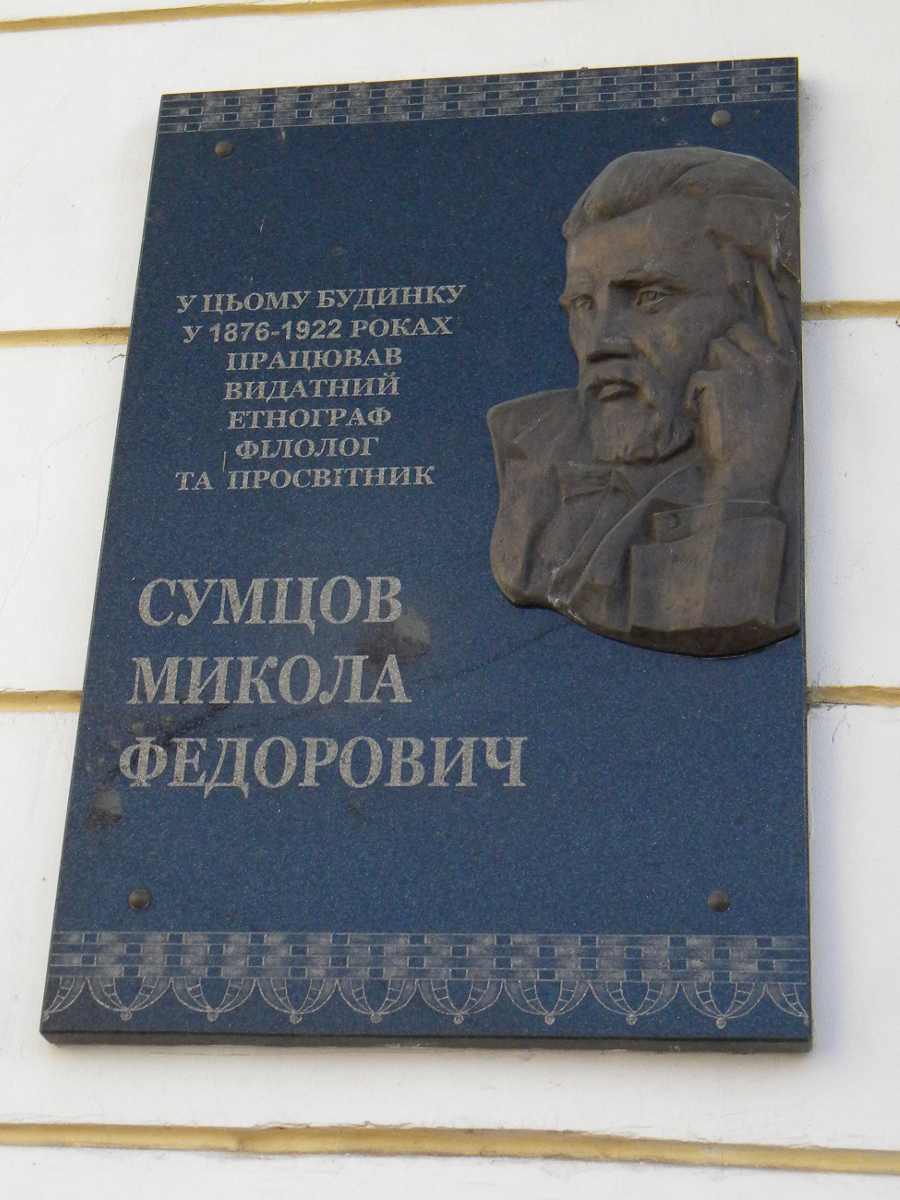 У ЦЬОМУ БУДИНКУ
У 1876-1922 РОКАХ
ПРАЦЮВАВ
ВИДАТНИЙ
ЕТНОГРАФ
ФІЛОЛОГ
ТА ПРОСВІТНИК
СУМЦОВ
МИКОЛА
ФЕДОРОВИЧ